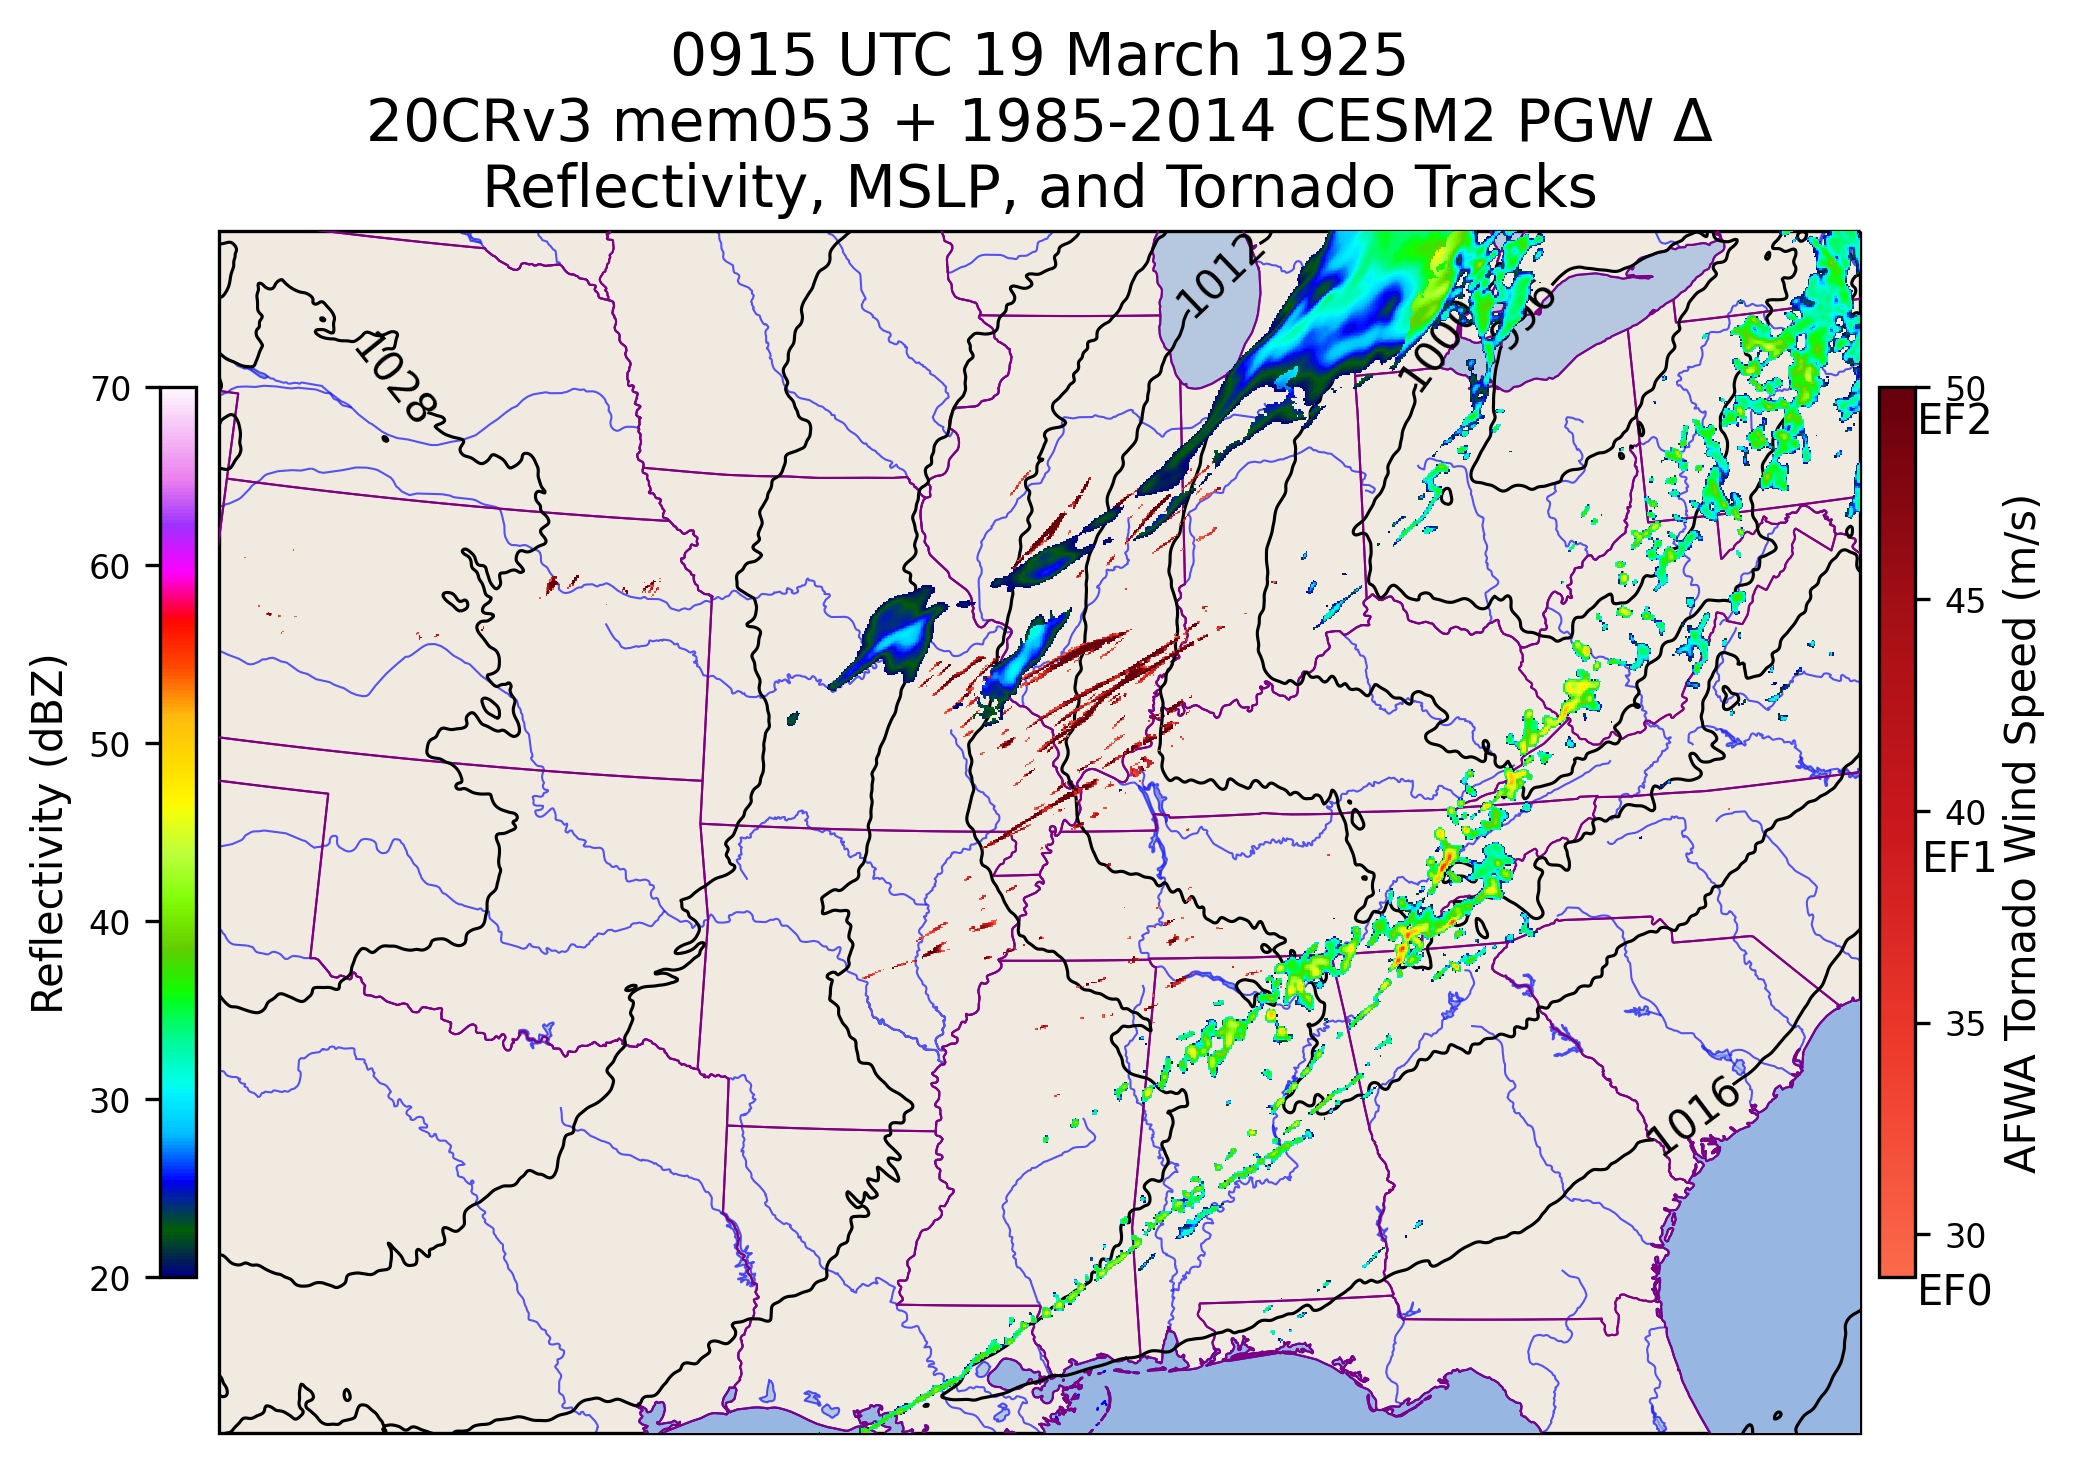 0915 UTC 19 March 1925
20CRv3 mem053 + 1985-2014 CESM2 PGW Δ
Reflectivity, MSLP, and Tornado Tracks
1012
996
1000
1028
1016
70
60
50
40
30
20
Reflectivity (dBZ)
50
EF2
45
40
EF1
35
30
EF0
AFWA Tornado Wind Speed (m/s)